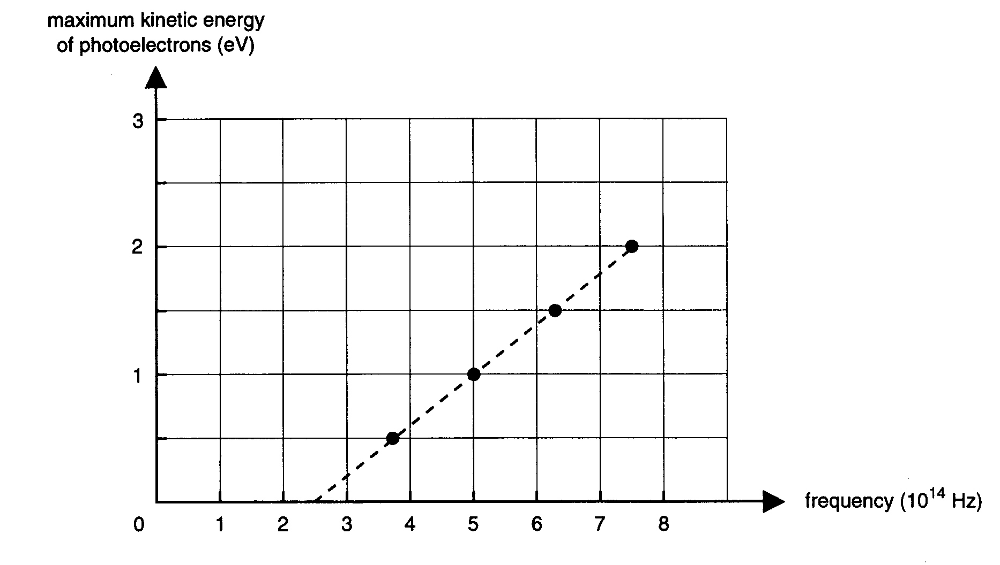 maximum kinetic energy
of photoelectrons (eV)
3
2
1
0 1 2 3 4 5 6 7 8
frequency (10¹⁴ Hz)